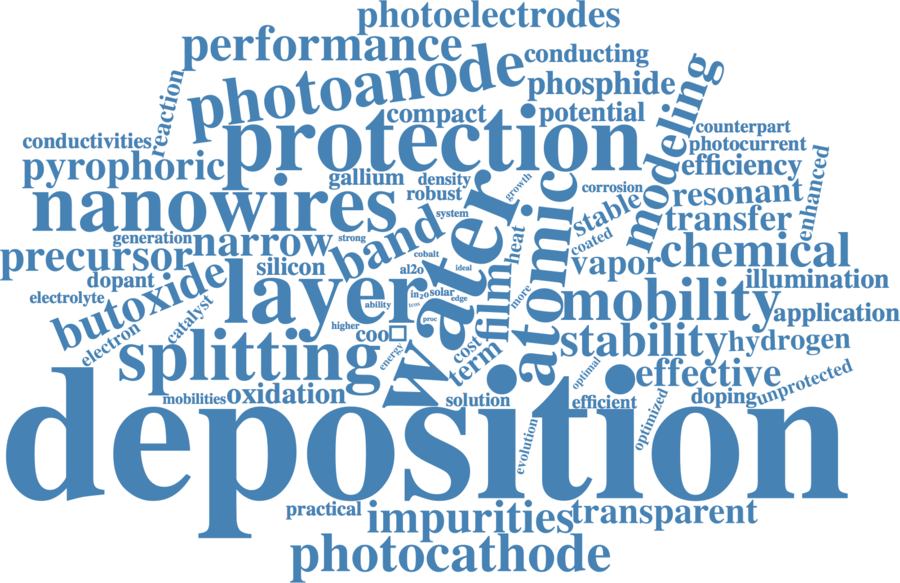 photoelectrodes
performance
conducting
photoanode
phosphide
reaction
compact
potential
modeling
counterpart
conductivities
protection
photocurrent
pyrophoric
efficiency
gallium
density
growth
corrosion
resonant
enhanced
nanowires
robust
system
stable
transfer
generation
narrow
strong
band
water
heat
atomic
coated
chemical
precursor
silicon
cobalt
al2o
ideal
vapor
dopant
butoxide
layer
in₂o
solar
edge
more
film
mobility
illumination
electrolyte
ability
application
catalyst
higher
proc
electron
coo□
stability
hydrogen
splitting
energy
cost
term
optimal
effective
mobilities
oxidation
solution
efficient
doping
unprotected
deposition
evolution
optimized
practical
impurities
transparent
photocathode